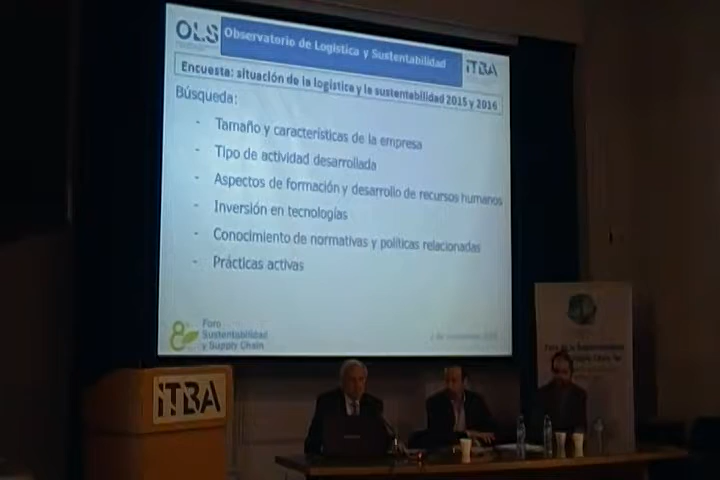 OLS
Observatorio de Logística y Sustentabilidad
iTBA
Encuesta: situación de la logística y la sustentabilidad 2015 y 2016
Búsqueda:
- Tamaño y características de la empresa
- Tipo de actividad desarrollada
- Aspectos de formación y desarrollo de recursos humanos
- Inversión en tecnologías
- Conocimiento de normativas y políticas relacionadas
- Prácticas activas
Foro
Sustentabilidad
y Supply Chain
iTBA